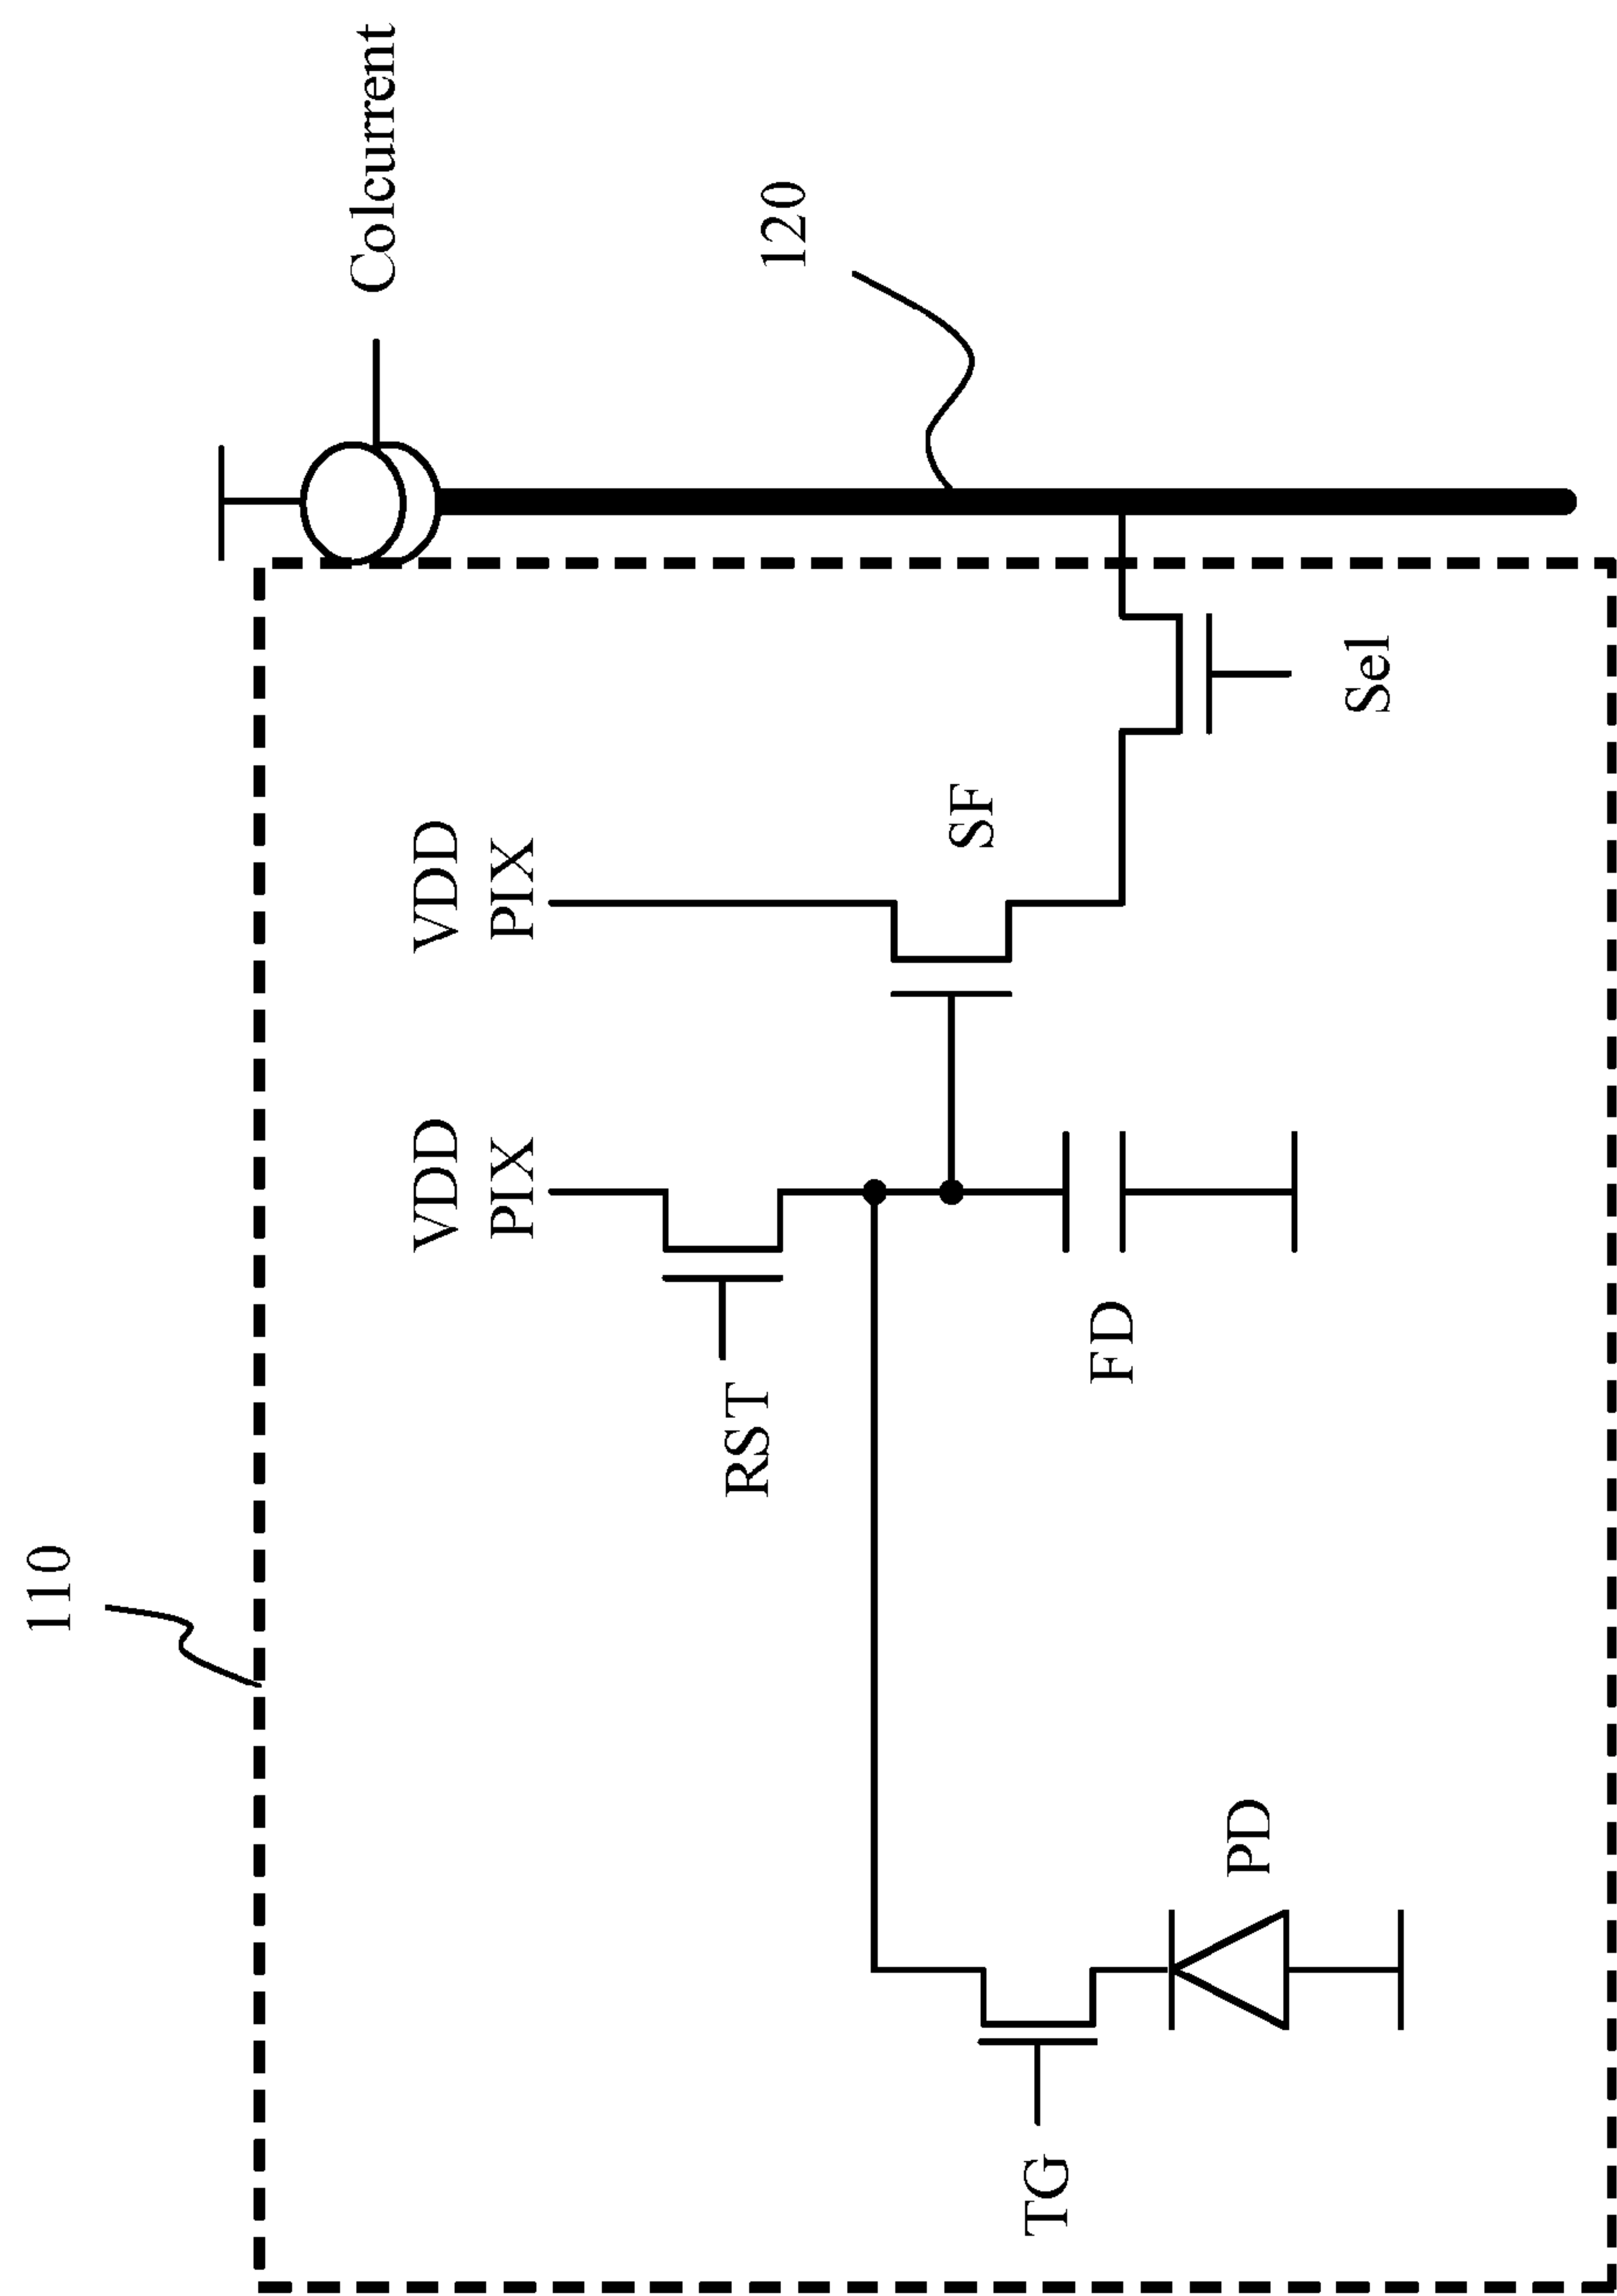 110
VDD
PIX
VDD
PIX
Colcurrent
120
RST
SF
TG
FD
PD
Sel